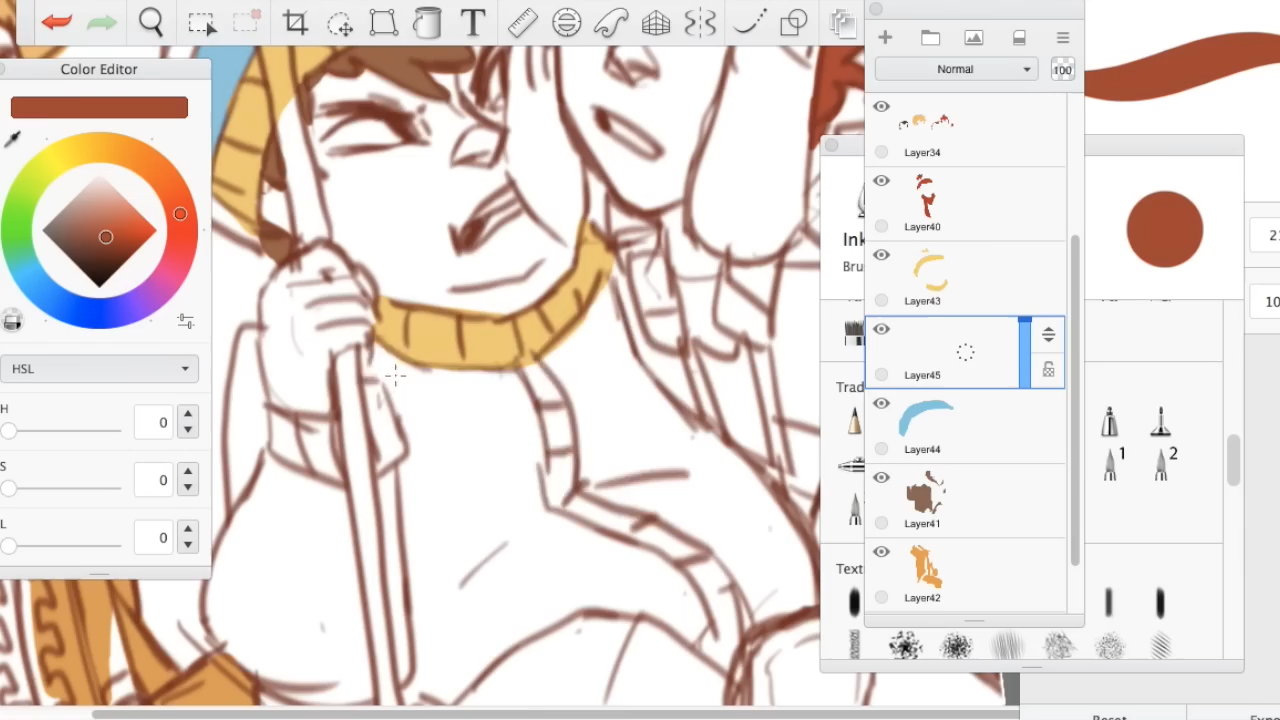 T
Color Editor
Normal
100
Layer34
Layer40
Layer43
Layer45
Layer44
Layer41
Layer42
HSL
H
0
S
0
L
0
Ink
Bru
Trad
1
2
Text
10
Reset